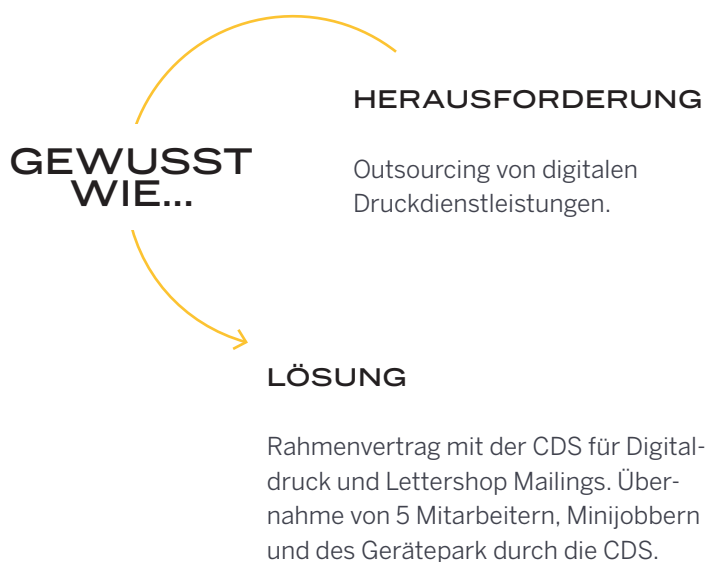 GEWUSST
WIE...
HERAUSFORDERUNG
Outsourcing von digitalen
Druckdienstleistungen.
LÖSUNG
Rahmenvertrag mit der CDS für Digital-
druck und Lettershop Mailings. Über-
nahme von 5 Mitarbeitern, Minijobbern
und des Gerätepark durch die CDS.